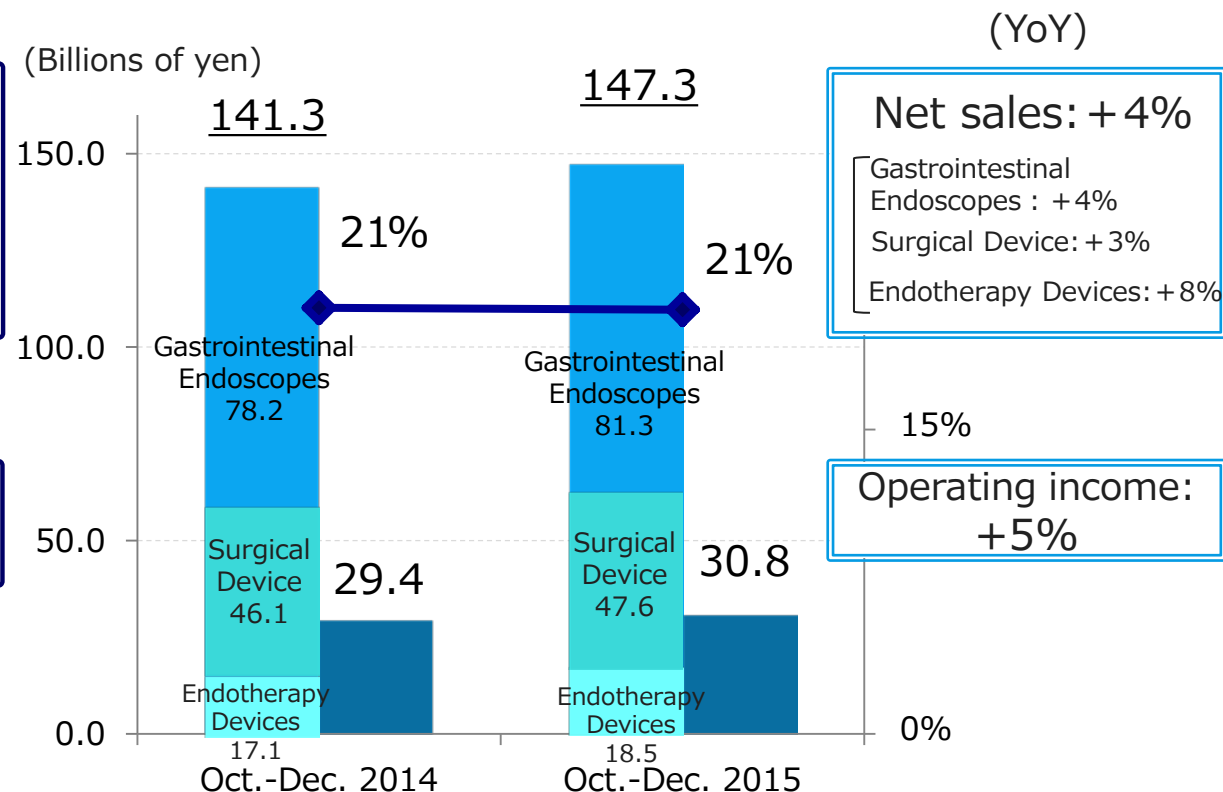 (YoY)
(Billions of yen)
141.3
147.3
Net sales: +4%
Gastrointestinal
Endoscopes : +4%
Surgical Device: +3%
Endotherapy Devices: +8%
150.0
100.0
50.0
0.0
21%
21%
Gastrointestinal
Endoscopes
78.2
Gastrointestinal
Endoscopes
81.3
15%
0%
Operating income:
+5%
Surgical
Device
46.1
29.4
Surgical
Device
47.6
30.8
Endotherapy
Devices
17.1
Endotherapy
Devices
18.5
Oct.-Dec. 2014
Oct.-Dec. 2015